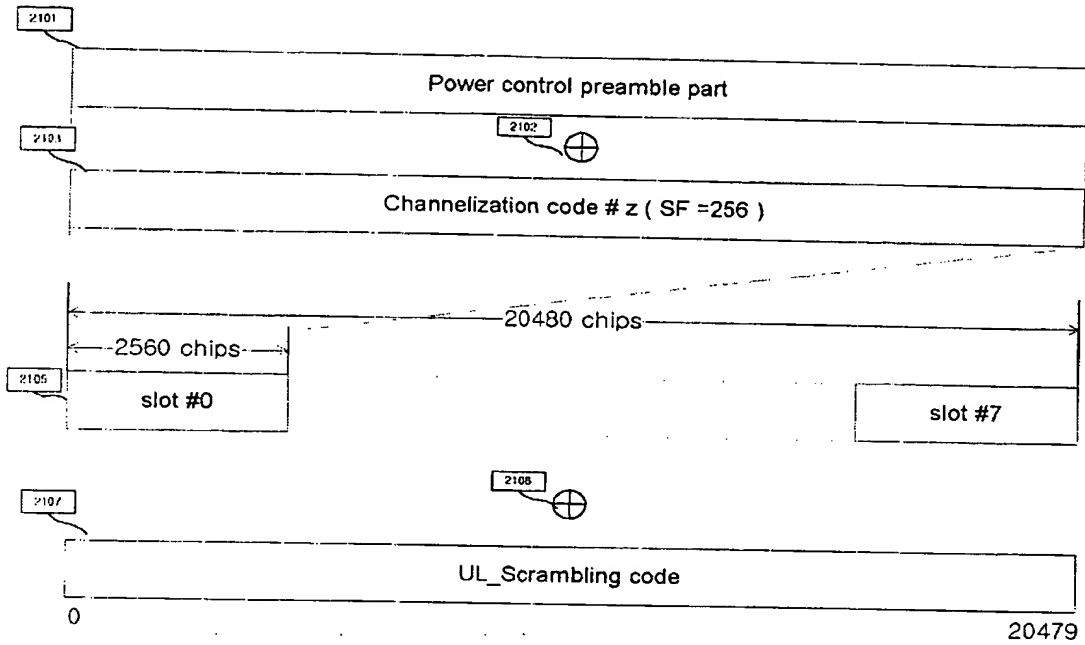 2101
Power control preamble part
2102
2103
Channelization code # z ( SF =256 )
20480 chips
2560 chips
2105
slot #0
slot #7
2106
2107
UL_Scrambling code
0
20479